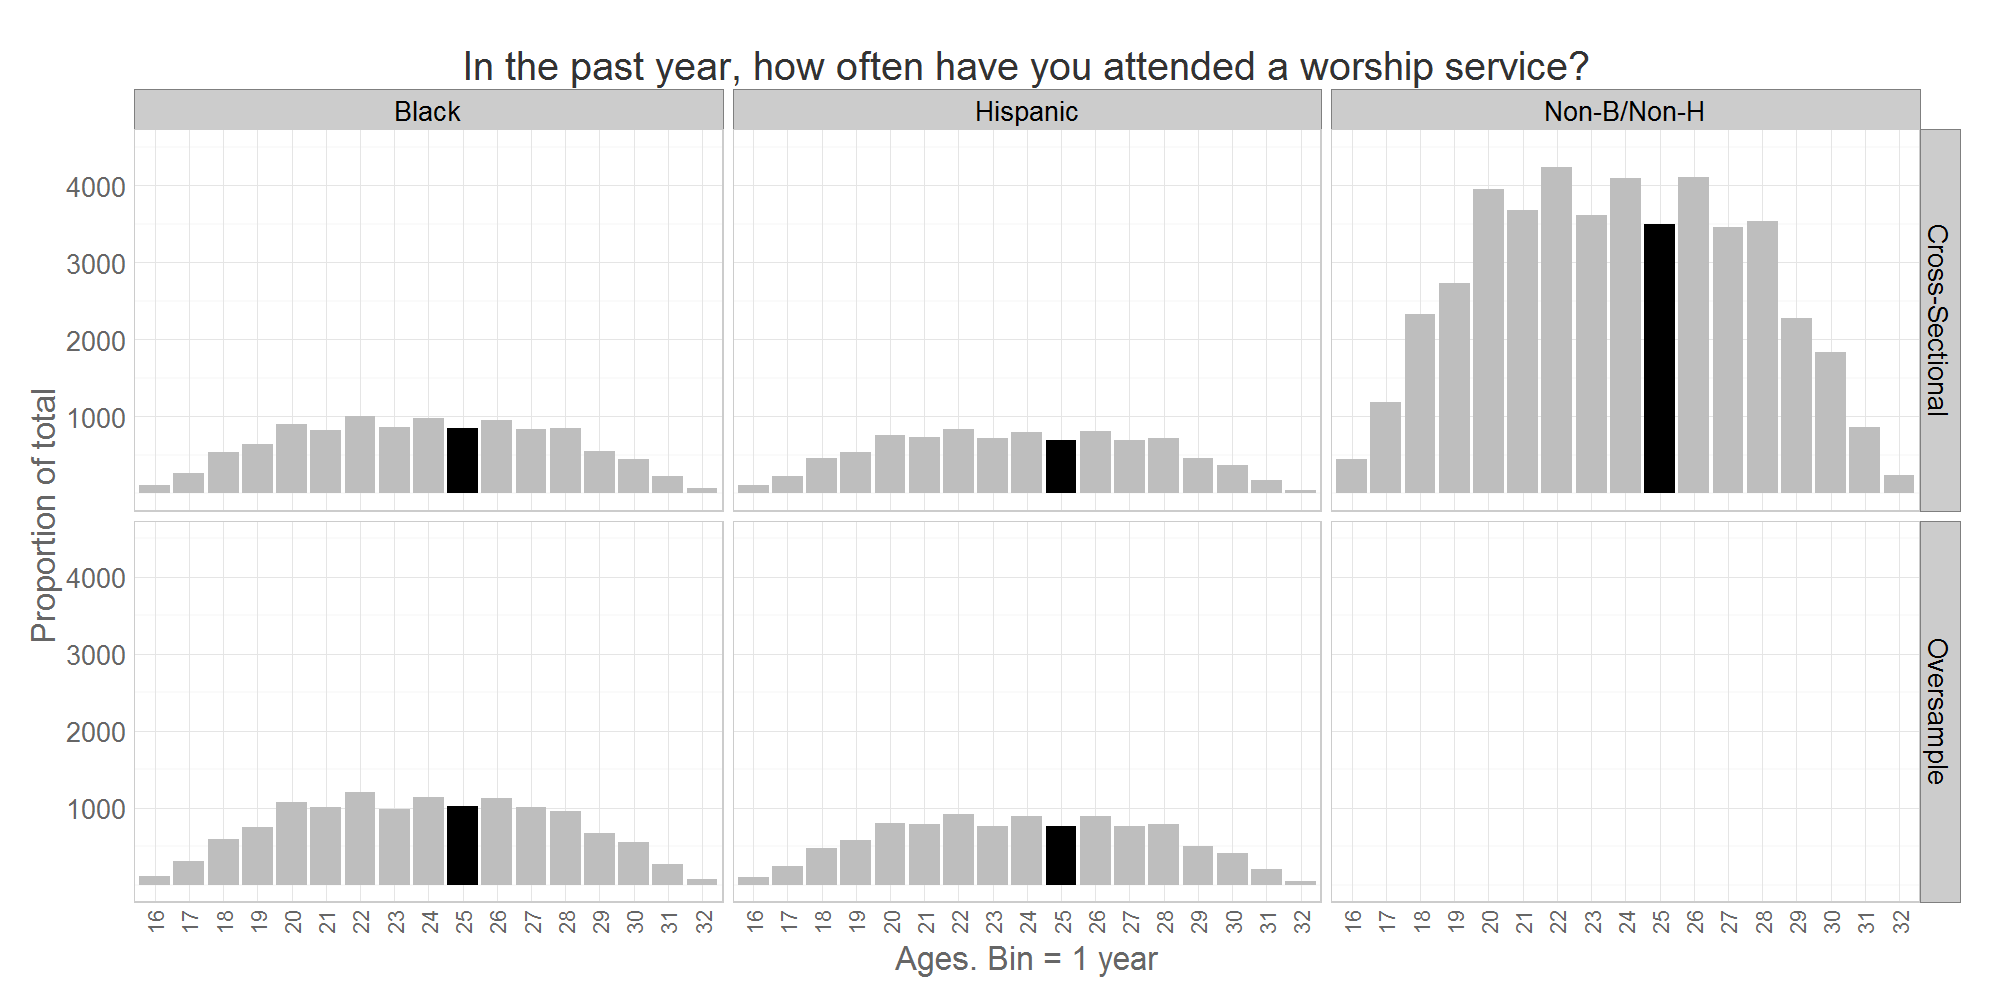 In the past year, how often have you attended a worship service?
Black Hispanic Non-B/Non-H
Proportion of total
4000
3000
2000
1000
Cross-Sectional
4000
3000
2000
1000
Oversample
16 17 18 19 20 21 22 23 24 25 26 27 28 29 30 31 32 16 17 18 19 20 21 22 23 24 25 26 27 28 29 30 31 32 16 17 18 19 20 21 22 23 24 25 26 27 28 29 30 31 32
Ages. Bin = 1 year